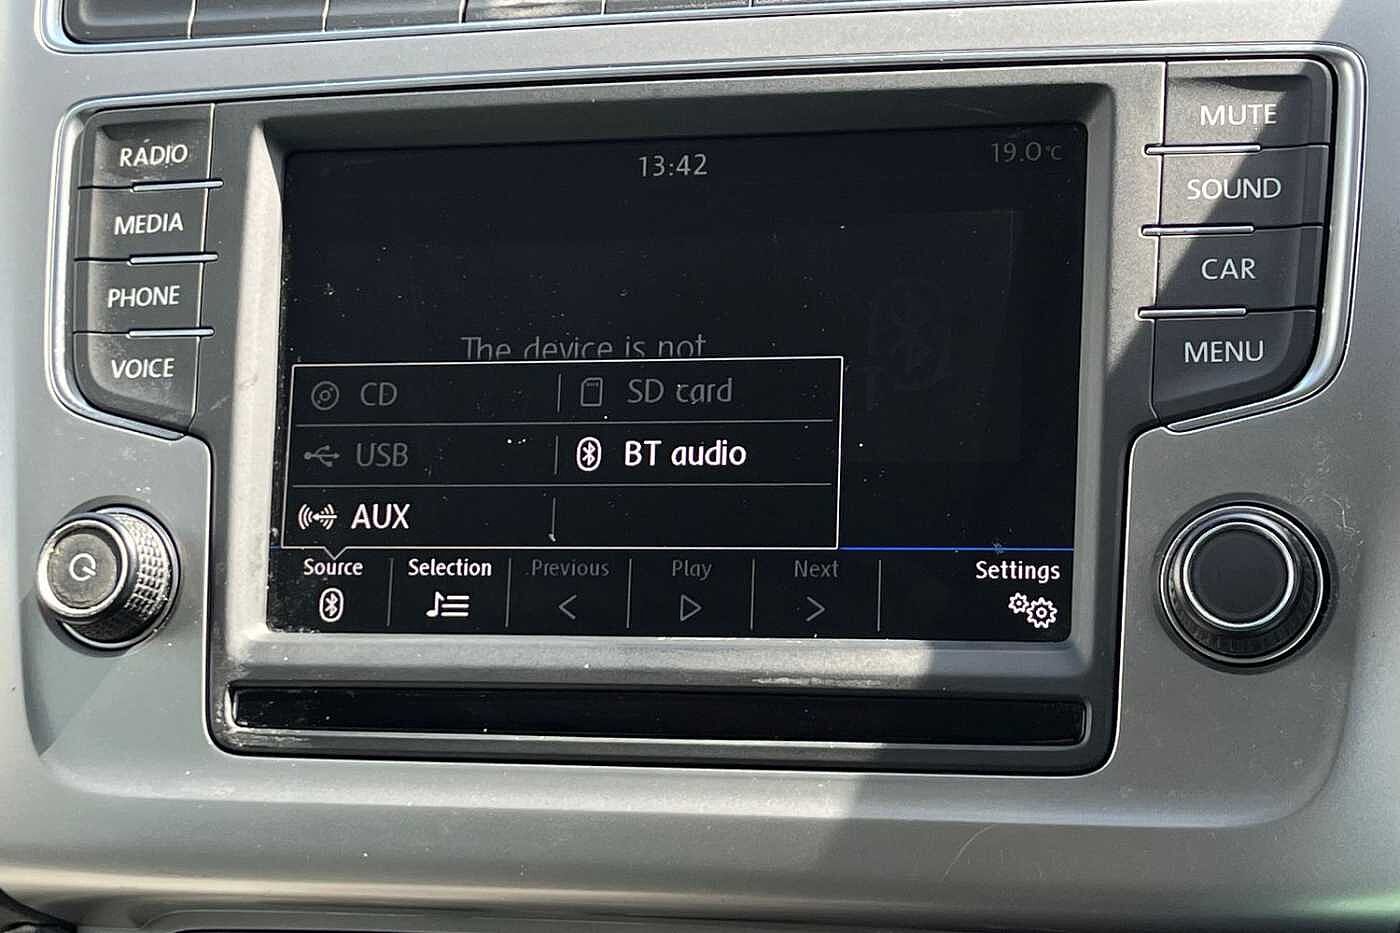 RADIO
MEDIA
PHONE
VOICE
13:42
19.0°C
The device is not
CD
SD card
USB
BT audio
AUX
Source
Selection
Previous
Play
Next
Settings
MUTE
SOUND
CAR
MENU